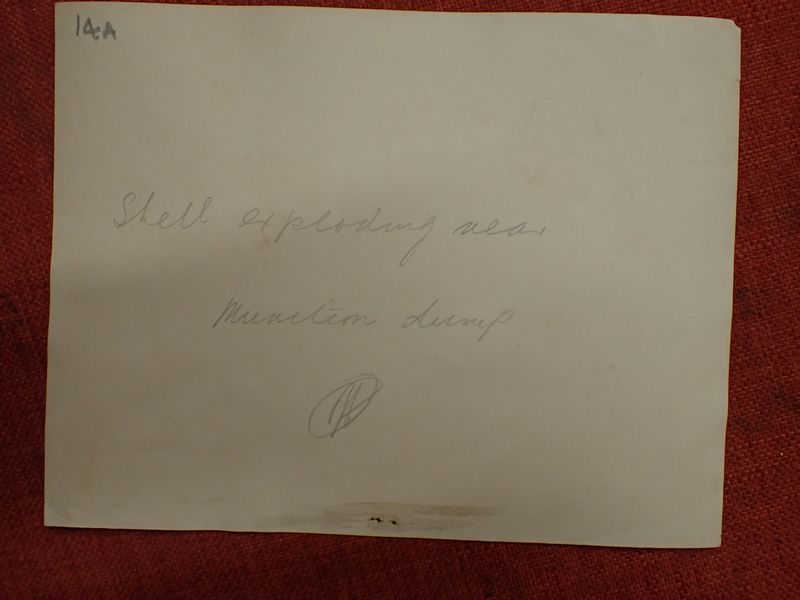 14A
Shell exploding near
Munition dump